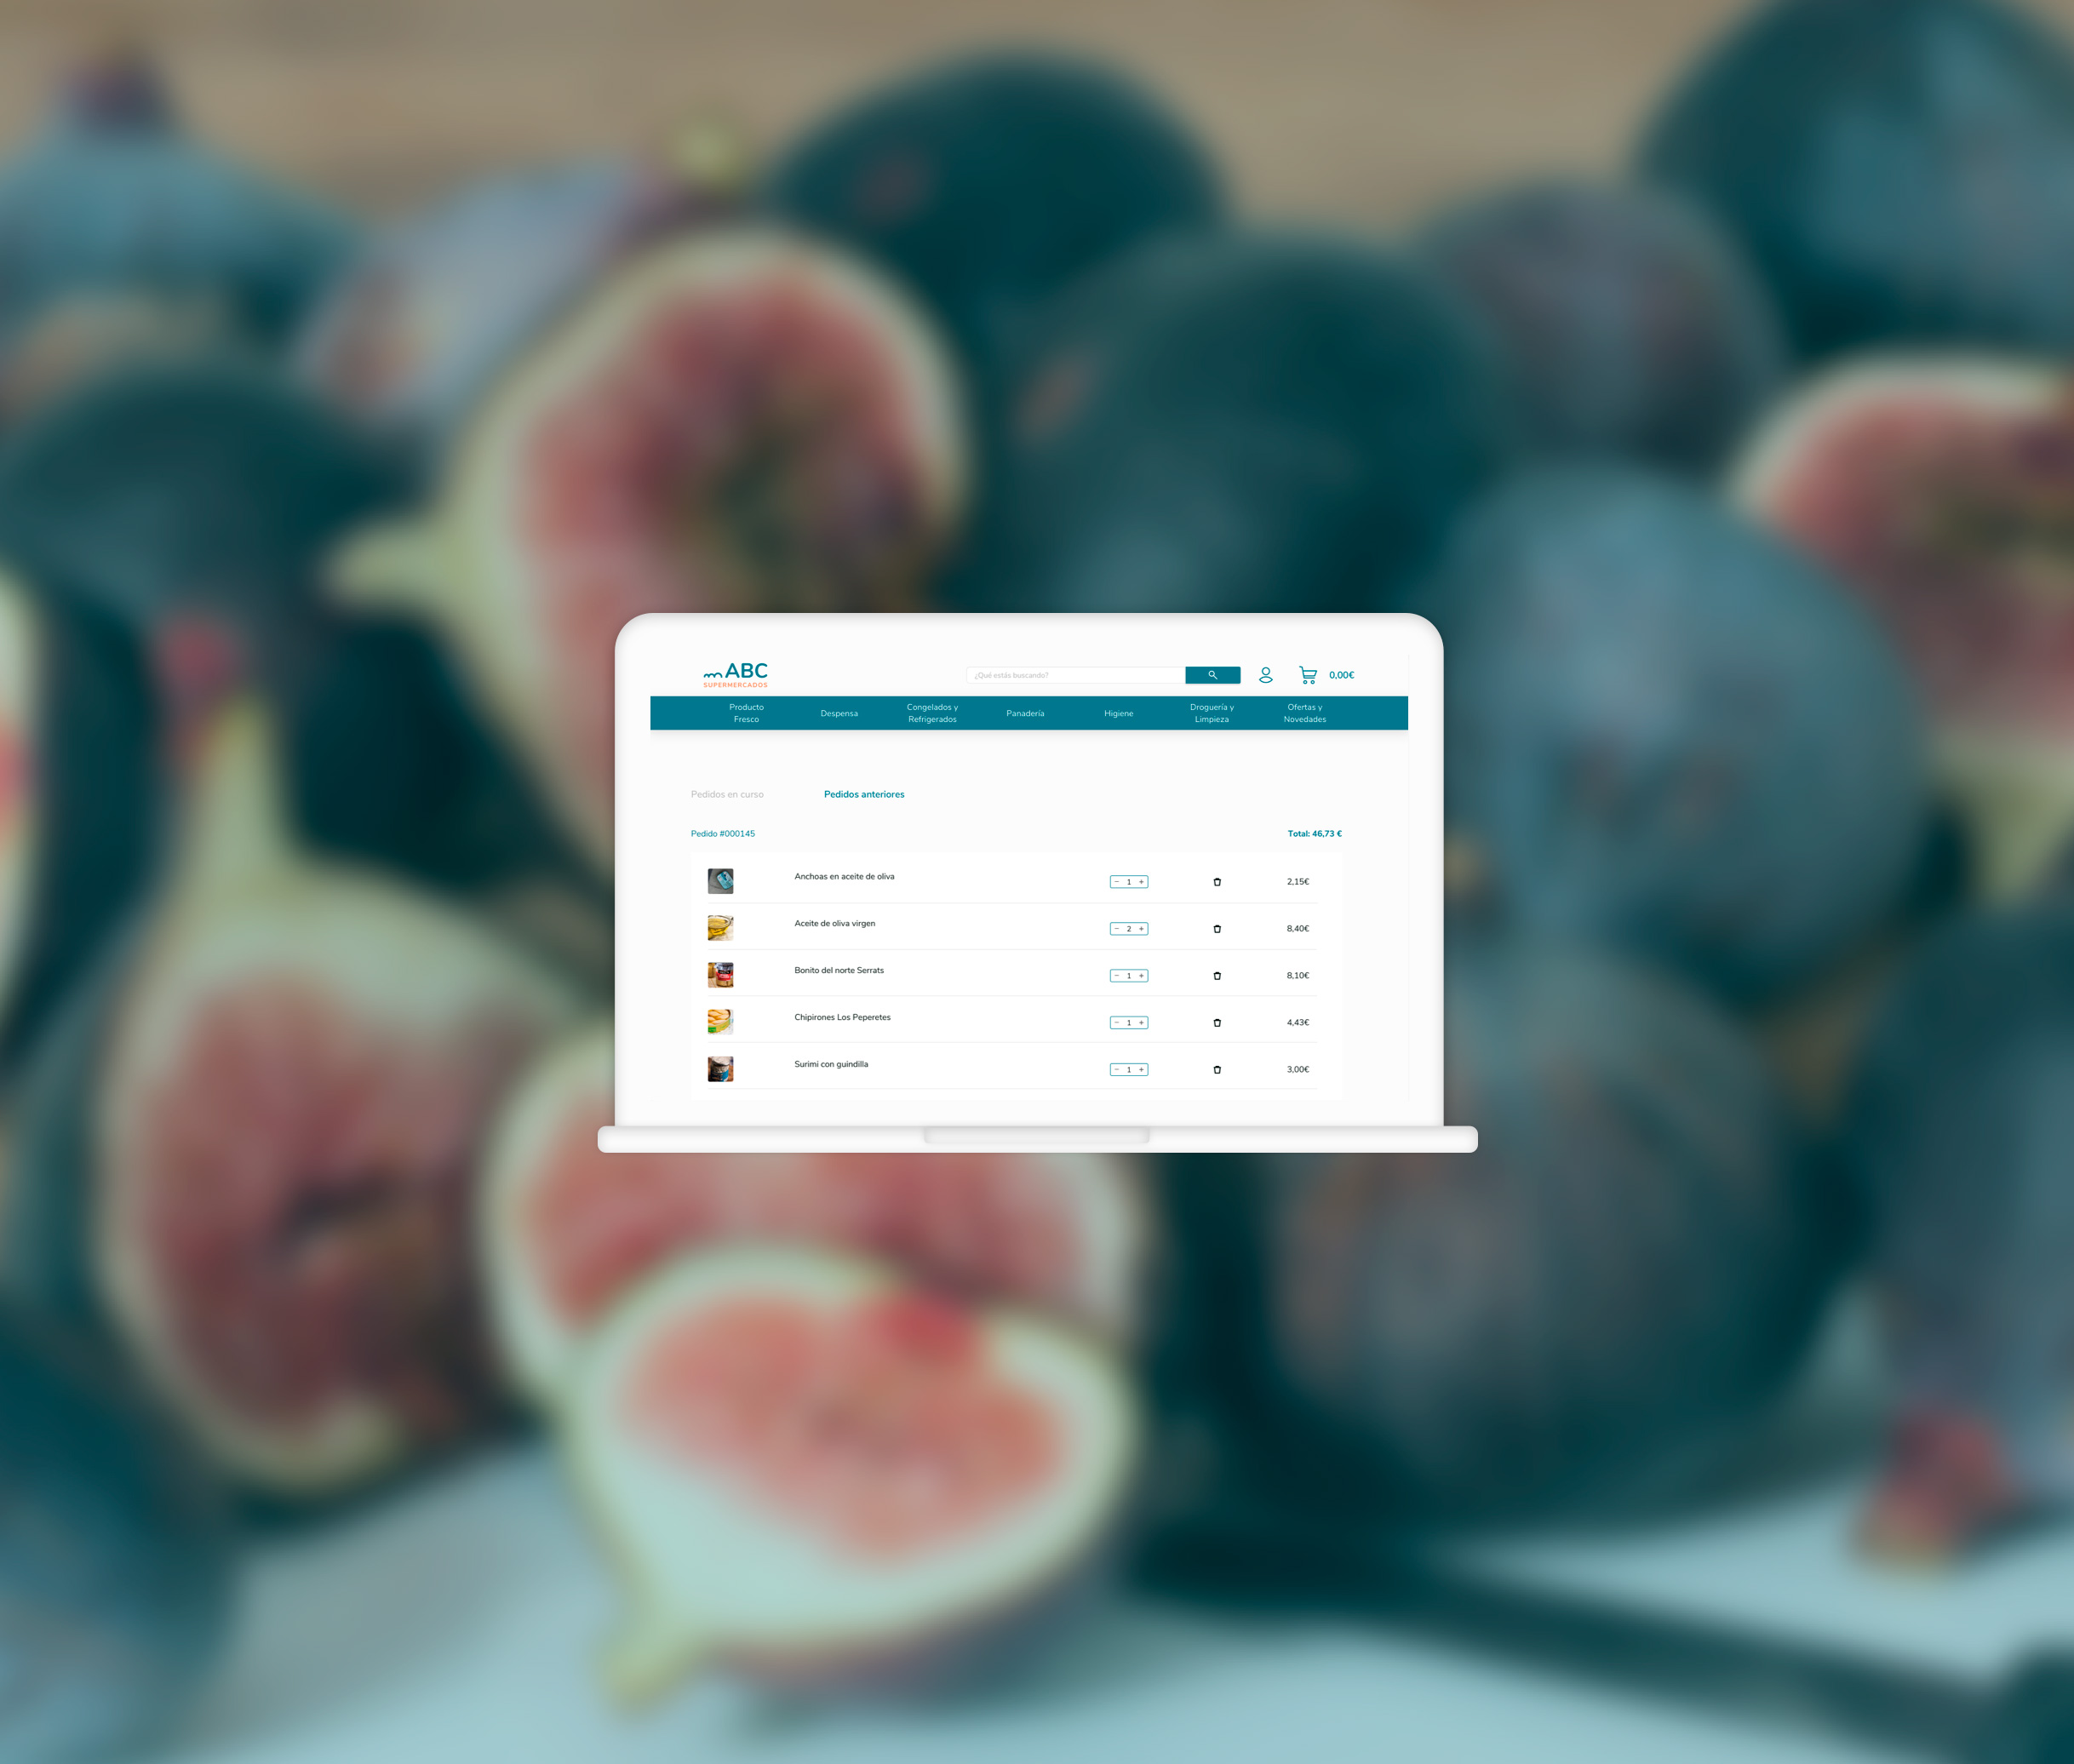 ABC
SUPERMERCADOS
¿Qué estás buscando?
0,00€
Producto
Fresco
Despensa
Congelados y
Refrigerados
Panadería
Higiene
Droguería y
Limpieza
Ofertas y
Novedades
Pedidos en curso
Pedidos anteriores
Pedido #000145
Total: 46,73 €
Anchoas en aceite de oliva
− 1 +
2,15€
Aceite de oliva virgen
− 2 +
8,40€
Bonito del norte Serrats
− 1 +
8,10€
Chipirones Los Peperetes
− 1 +
4,43€
Surimi con guindilla
− 1 +
3,00€